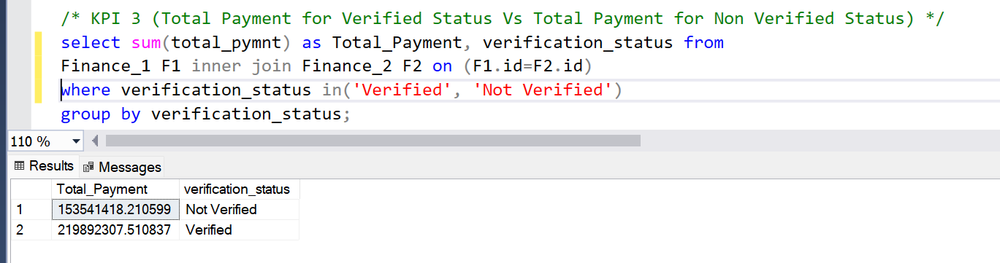 /* KPI 3 (Total Payment for Verified Status Vs Total Payment for Non Verified Status) */
select sum(total_pymnt) as Total_Payment, verification_status from
Finance_1 F1 inner join Finance_2 F2 on (F1.id=F2.id)
where verification_status in('Verified', 'Not Verified')
group by verification_status;
110 %
Results Messages
Total_Payment verification_status
1 153541418.210599 Not Verified
2 219892307.510837 Verified